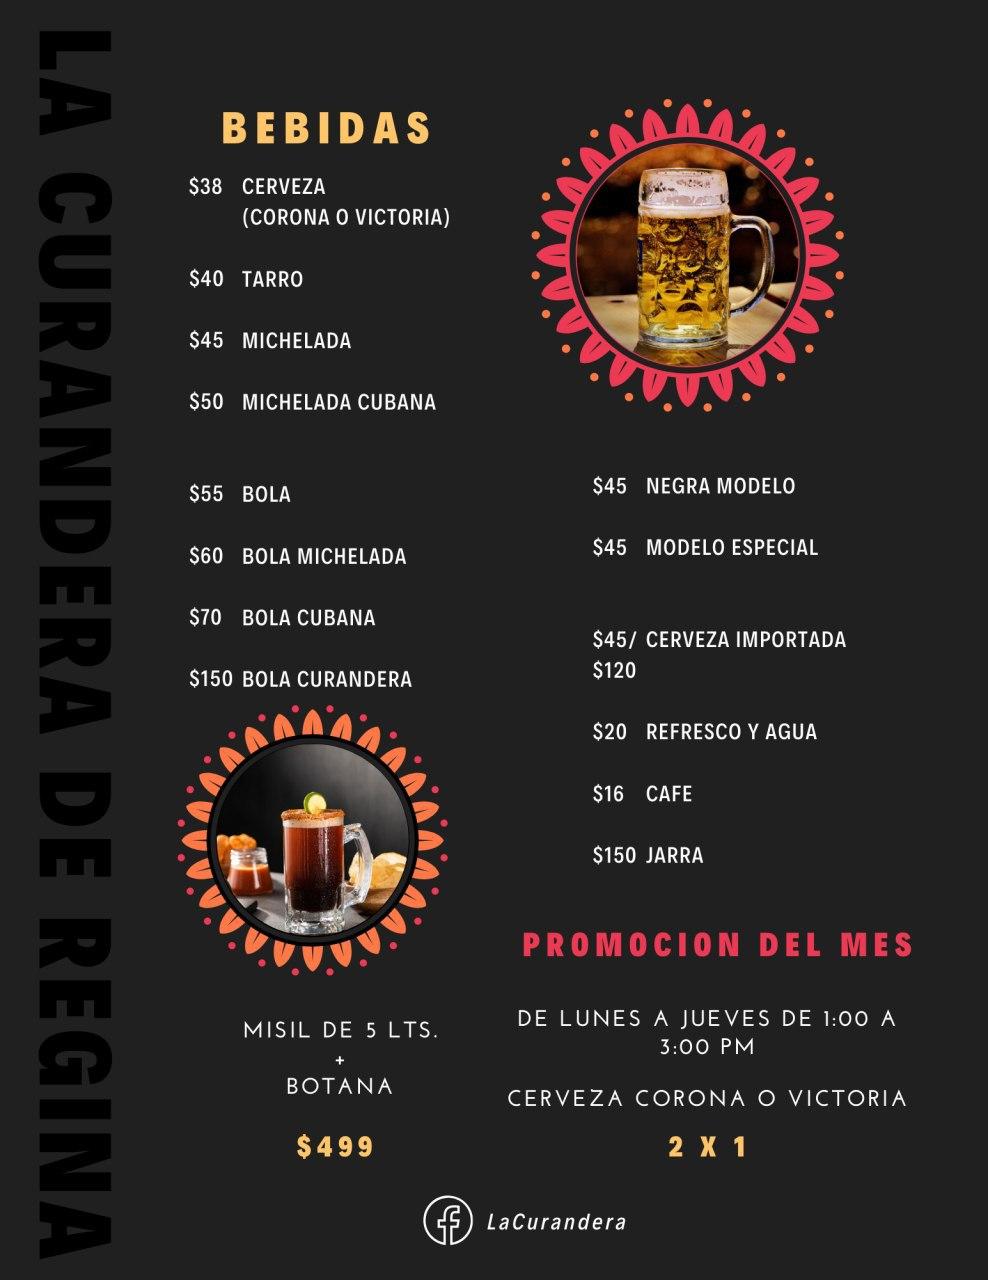 LA CURANDERA DE REGINA
BEBIDAS
$38 CERVEZA
(CORONA O VICTORIA)
$40 TARRO
$45 MICHELADA
$50 MICHELADA CUBANA
$55 BOLA
$60 BOLA MICHELADA
$70 BOLA CUBANA
$150 BOLA CURANDERA
MISIL DE 5 LTS.
+
BOTANA
$499
$45 NEGRA MODELO
$45 MODELO ESPECIAL
$45/ CERVEZA IMPORTADA
$120
$20 REFRESCO Y AGUA
$16 CAFE
$150 JARRA
PROMOCION DEL MES
DE LUNES A JUEVES DE 1:00 A
3:00 PM
CERVEZA CORONA O VICTORIA
2 X 1
LaCurandera